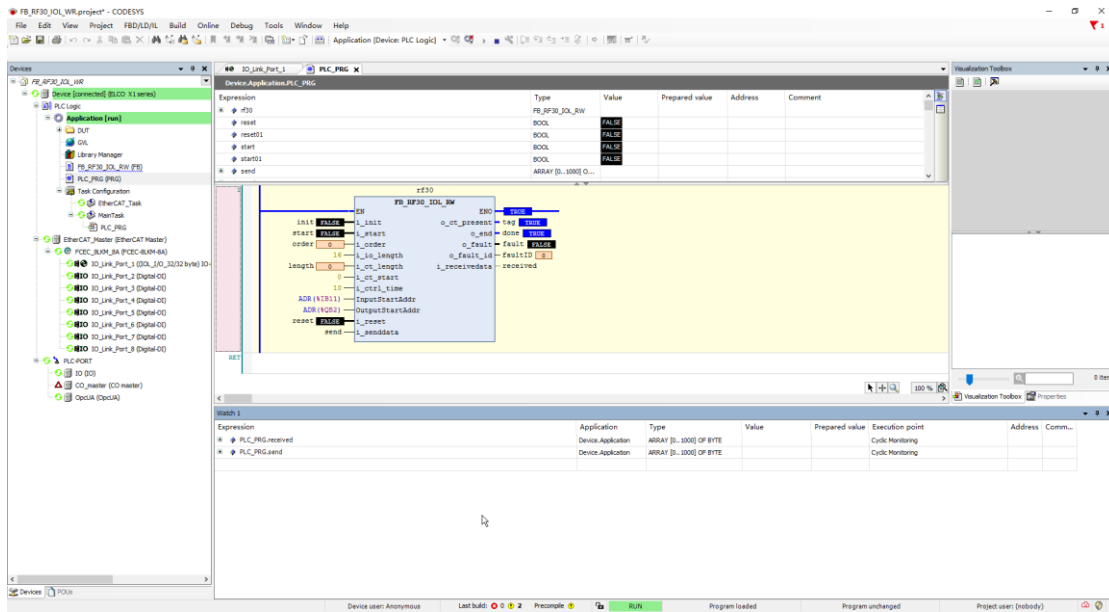 FB_RF30_IOL_WR.project* - CODESYS
File Edit View Project FBD/LD/IL Build Online Debug Tools Window Help
Application [Device: PLC Logic]
1
Devices
IO_Link_Port_1 PLC_PRG
Visualization Toolbox
FB_RF30_IOL_WR
Device [connected] (ELCO X1 series)
PLC Logic
Application [run]
DUT
GVL
Library Manager
FB_RF30_IOL_RW (FB)
PLC_PRG (PRG)
Task Configuration
EtherCAT_Task
MainTask
PLC_PRG
EtherCAT_Master (EtherCAT Master)
FCEC_8LKM_8A (FCEC-8LKM-8A)
IO_Link_Port_1 (IOL_I/O_32/32 byte) IO-
IO_Link_Port_2 (Digital-DI)
IO_Link_Port_3 (Digital-DI)
IO_Link_Port_4 (Digital-DI)
IO_Link_Port_5 (Digital-DI)
IO_Link_Port_6 (Digital-DI)
IO_Link_Port_7 (Digital-DI)
IO_Link_Port_8 (Digital-DI)
PLC-PORT
IO (IO)
CO_master (CO master)
OpcUA (OpcUA)
Devices POUs
Device.Application.PLC_PRG
Expression Type Value Prepared value Address Comment
rf30 FB_RF30_IOL_RW
reset BOOL FALSE
reset01 BOOL FALSE
start BOOL FALSE
start01 BOOL FALSE
send ARRAY [0..1000] O...
rf30
FB_RF30_IOL_RW
EN ENO TRUE
init FALSE i_init o_ct_present tag TRUE
start FALSE i_start o_end done TRUE
order 0 i_order o_fault fault FALSE
16 i_io_length o_fault_id faultID 0
length 0 i_ct_length i_receivedata received
0 i_ct_start
10 i_ctrl_time
ADR(%IB11) InputStartAddr
ADR(%QB2) OutputStartAddr
reset FALSE i_reset
send i_senddata
RET
100 %
0 iter
Visualization Toolbox Properties
Watch 1
Expression Application Type Value Prepared value Execution point Address Comm...
PLC_PRG.received Device.Application ARRAY [0..1000] OF BYTE Cyclic Monitoring
PLC_PRG.send Device.Application ARRAY [0..1000] OF BYTE Cyclic Monitoring
Device user: Anonymous Last build: 0 2 Precompile RUN Program loaded Program unchanged Project user: (nobody)